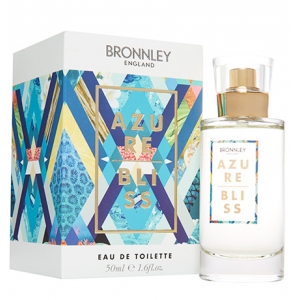 BRONNLEY
ENGLAND
AZU
RE
BLI
SS
EAU DE TOILETTE
50ml e 1.6fl.oz.
BRONNLEY
ENGLAND
AZU
RE
BLI
SS